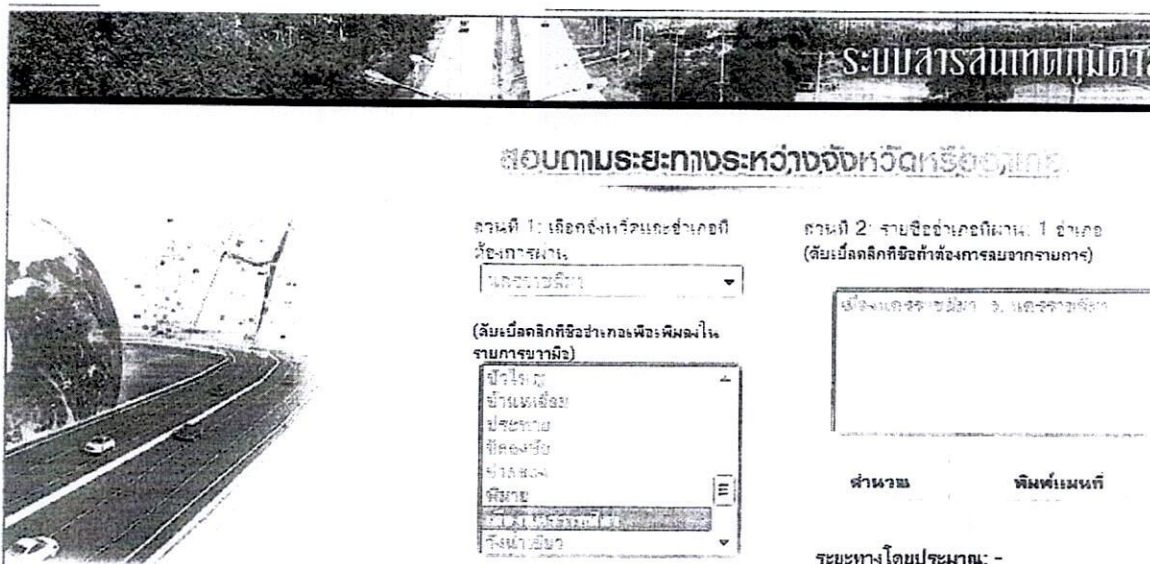 ระบบสารสนเทศภูมิศา
สอบถามระยะทางระหว่างจังหวัดหรืออำเภอ
ส่วนที่ 1: เลือกจังหวัดและอำเภอที่
ต้องการผ่าน
นครราชสีมา
(ดับเบิ้ลคลิกที่ชื่ออำเภอเพื่อเพิ่มลงใน
รายการขวามือ)
บัวใหญ่
บ้านเหลื่อม
ประทาย
ปักธงชัย
ปากช่อง
พิมาย
วังน้ำเขียว
ส่วนที่ 2: รายชื่ออำเภอที่ผ่าน: 1 อำเภอ
(ดับเบิ้ลคลิกที่ชื่อถ้าต้องการลบจากรายการ)
เมืองนครราชสีมา จ. นครราชสีมา
คำนวณ
พิมพ์แผนที่
ระยะทางโดยประมาณ: -